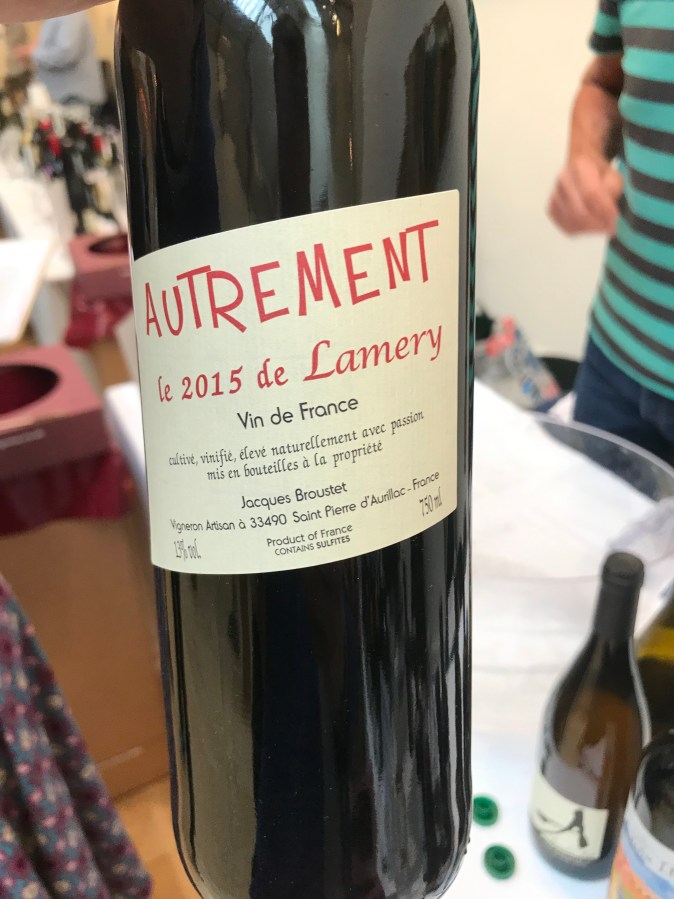 AUTREMENT
le 2015 de Lamery
Vin de France
cultivé, vinifié, élevé naturellement avec passion
mis en bouteilles à la propriété
Jacques Broustet
Vigneron Artisan à 33490 Saint Pierre d'Aurillac - France
13% vol.
Product of France
750 ml
CONTAINS SULFITES